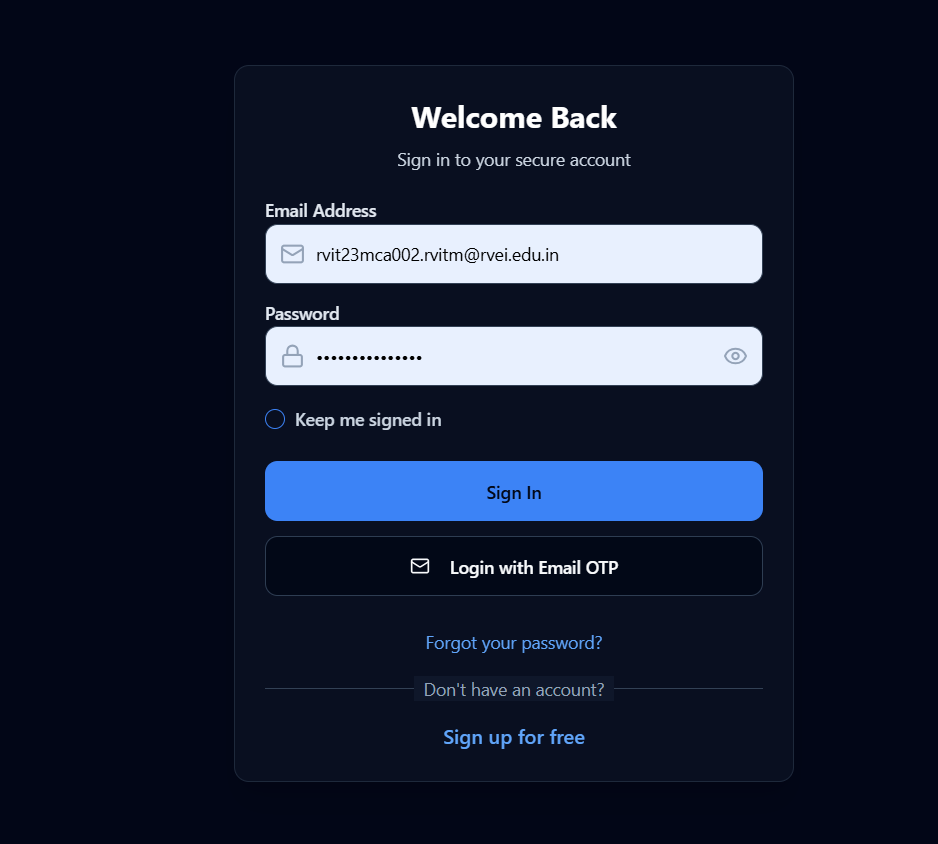 Welcome Back
Sign in to your secure account
Email Address
rvit23mca002.rvitm@rvei.edu.in
Password
•••••••••••••••
Keep me signed in
Sign In
Login with Email OTP
Forgot your password?
Don't have an account?
Sign up for free